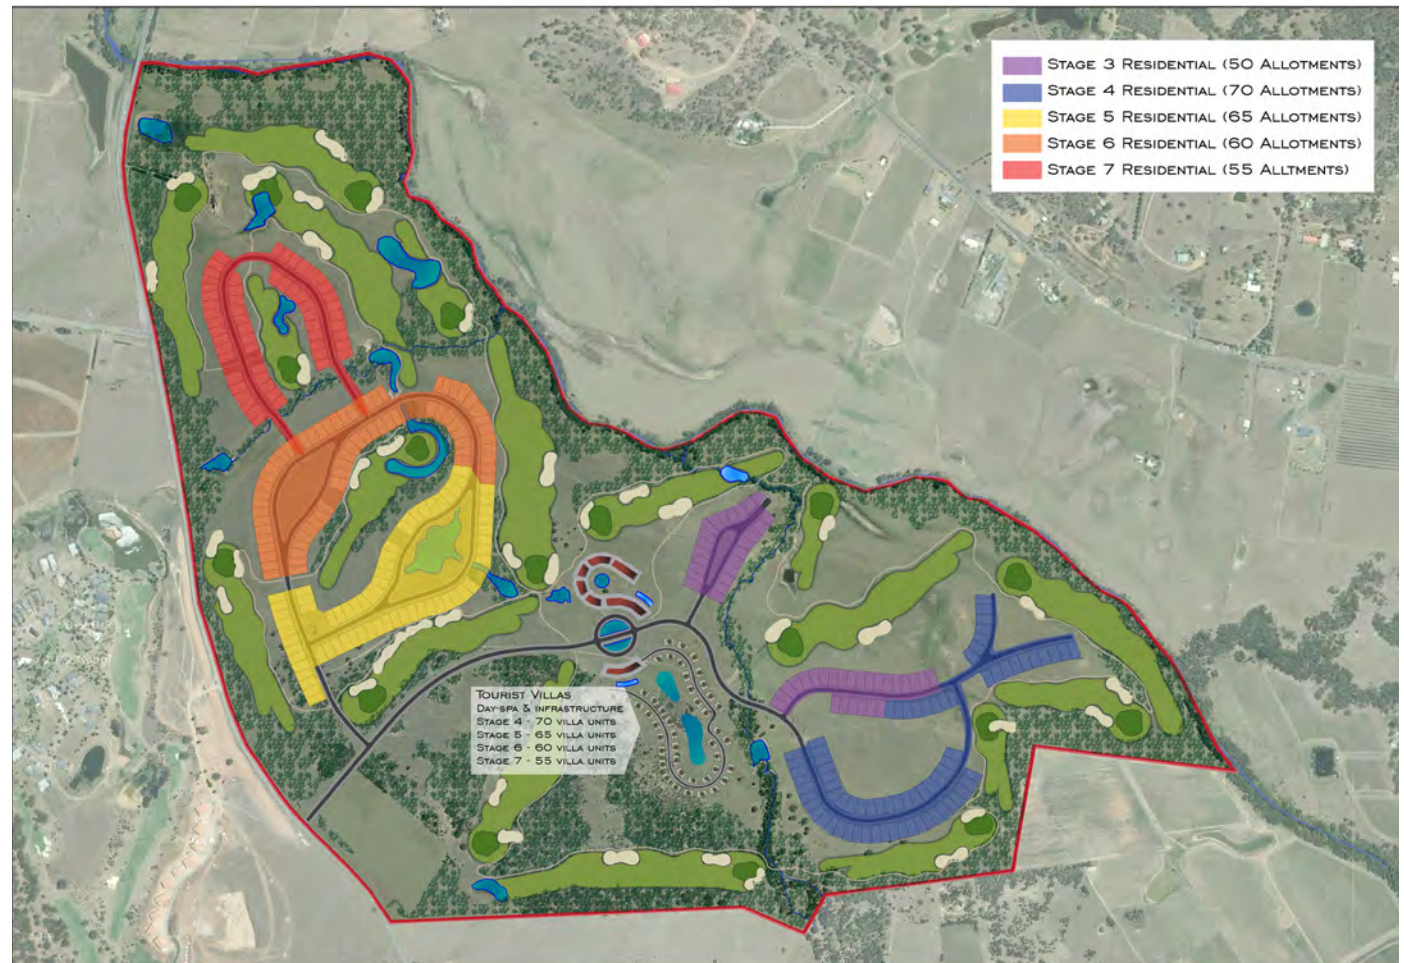 Stage 3 Residential (50 Allotments)
Stage 4 Residential (70 Allotments)
Stage 5 Residential (65 Allotments)
Stage 6 Residential (60 Allotments)
Stage 7 Residential (55 Alltments)
Tourist Villas
Day-spa & infrastructure
Stage 4 - 70 villa units
Stage 5 - 65 villa units
Stage 6 - 60 villa units
Stage 7 - 55 villa units